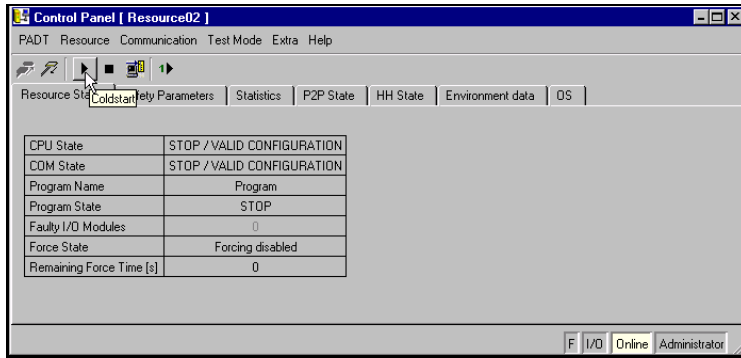 Control Panel [ Resource02 ]
PADT Resource Communication Test Mode Extra Help
1
Resource Sta Coldstart ety Parameters Statistics P2P State HH State Environment data OS
CPU State STOP / VALID CONFIGURATION
COM State STOP / VALID CONFIGURATION
Program Name Program
Program State STOP
Faulty I/O Modules 0
Force State Forcing disabled
Remaining Force Time [s] 0
F I/O Online Administrator